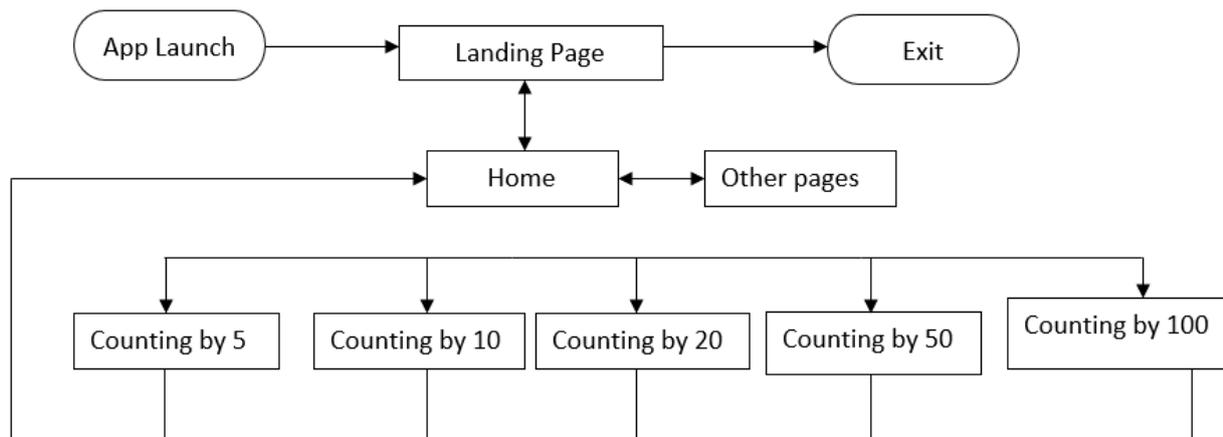 App Launch
Landing Page
Exit
Home
Other pages
Counting by 5
Counting by 10
Counting by 20
Counting by 50
Counting by 100